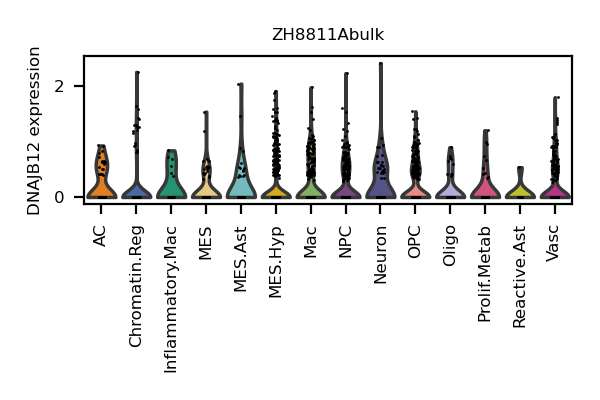 ZH8811Abulk
DNAJB12 expression
2
0
AC
Chromatin.Reg
Inflammatory.Mac
MES
MES.Ast
MES.Hyp
Mac
NPC
Neuron
OPC
Oligo
Prolif.Metab
Reactive.Ast
Vasc